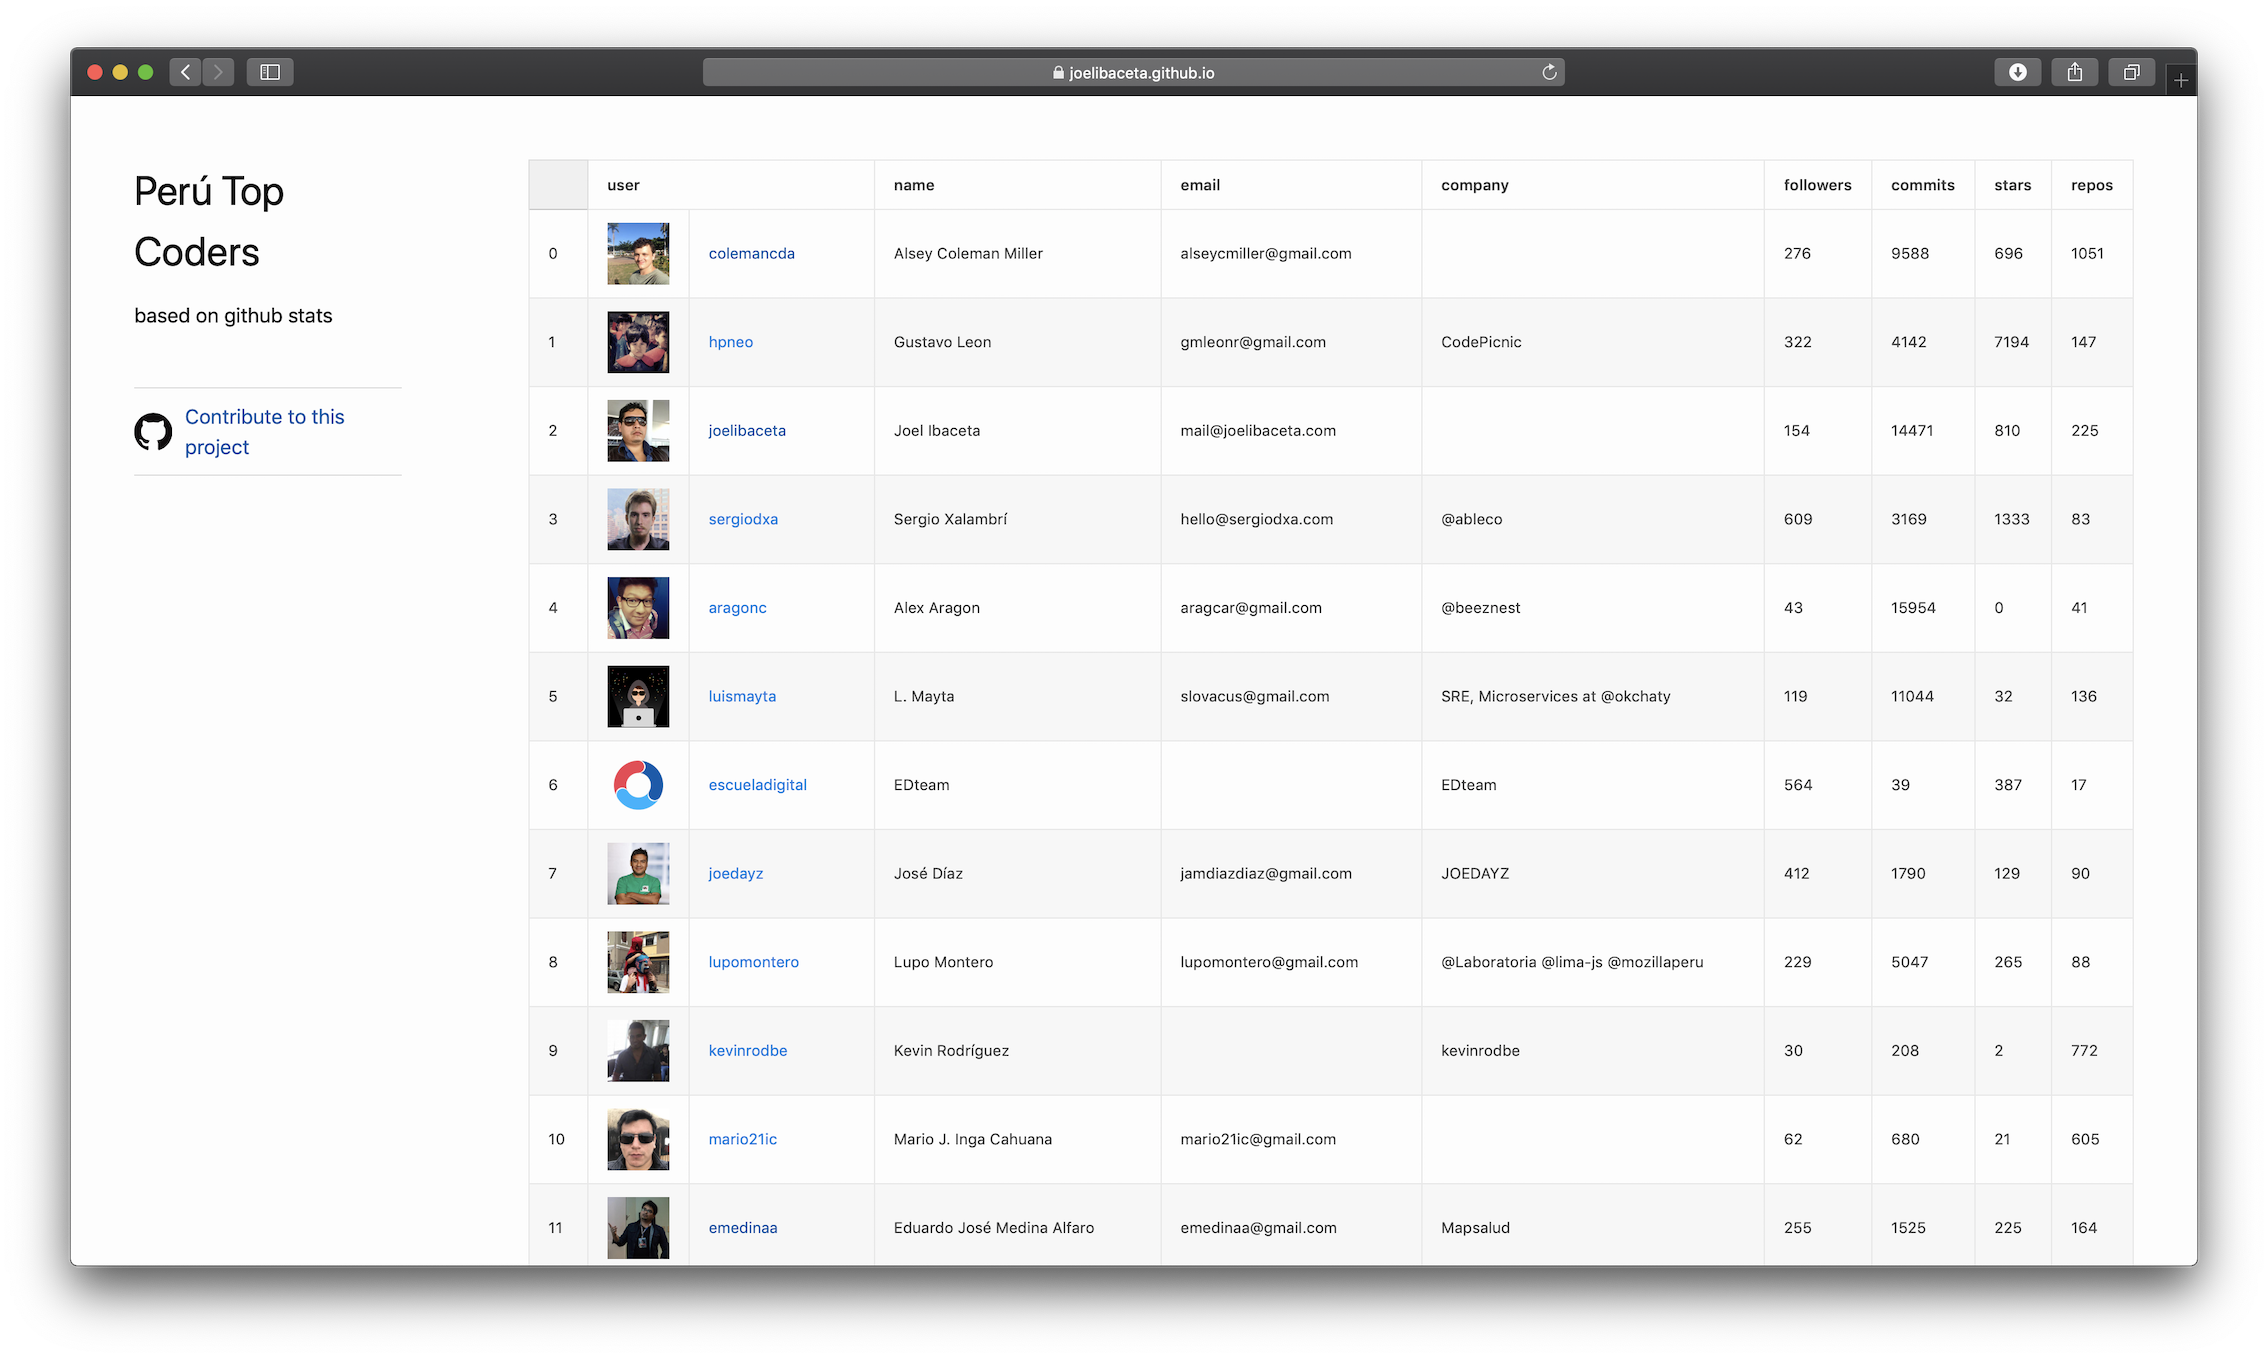 joelibaceta.github.io
Perú Top
Coders
based on github stats
Contribute to this
project
user name email company followers commits stars repos
0 colemancda Alsey Coleman Miller alseycmiller@gmail.com 276 9588 696 1051
1 hpneo Gustavo Leon gmleonr@gmail.com CodePicnic 322 4142 7194 147
2 joelibaceta Joel Ibaceta mail@joelibaceta.com 154 14471 810 225
3 sergiodxa Sergio Xalambrí hello@sergiodxa.com @ableco 609 3169 1333 83
4 aragonc Alex Aragon aragcar@gmail.com @beeznest 43 15954 0 41
5 luismayta L. Mayta slovacus@gmail.com SRE, Microservices at @okchaty 119 11044 32 136
6 escueladigital EDteam EDteam 564 39 387 17
7 joedayz José Díaz jamdiazdiaz@gmail.com JOEDAYZ 412 1790 129 90
8 lupomontero Lupo Montero lupomontero@gmail.com @Laboratoria @lima-js @mozillaperu 229 5047 265 88
9 kevinrodbe Kevin Rodríguez kevinrodbe 30 208 2 772
10 mario21ic Mario J. Inga Cahuana mario21ic@gmail.com 62 680 21 605
11 emedinaa Eduardo José Medina Alfaro emedinaa@gmail.com Mapsalud 255 1525 225 164